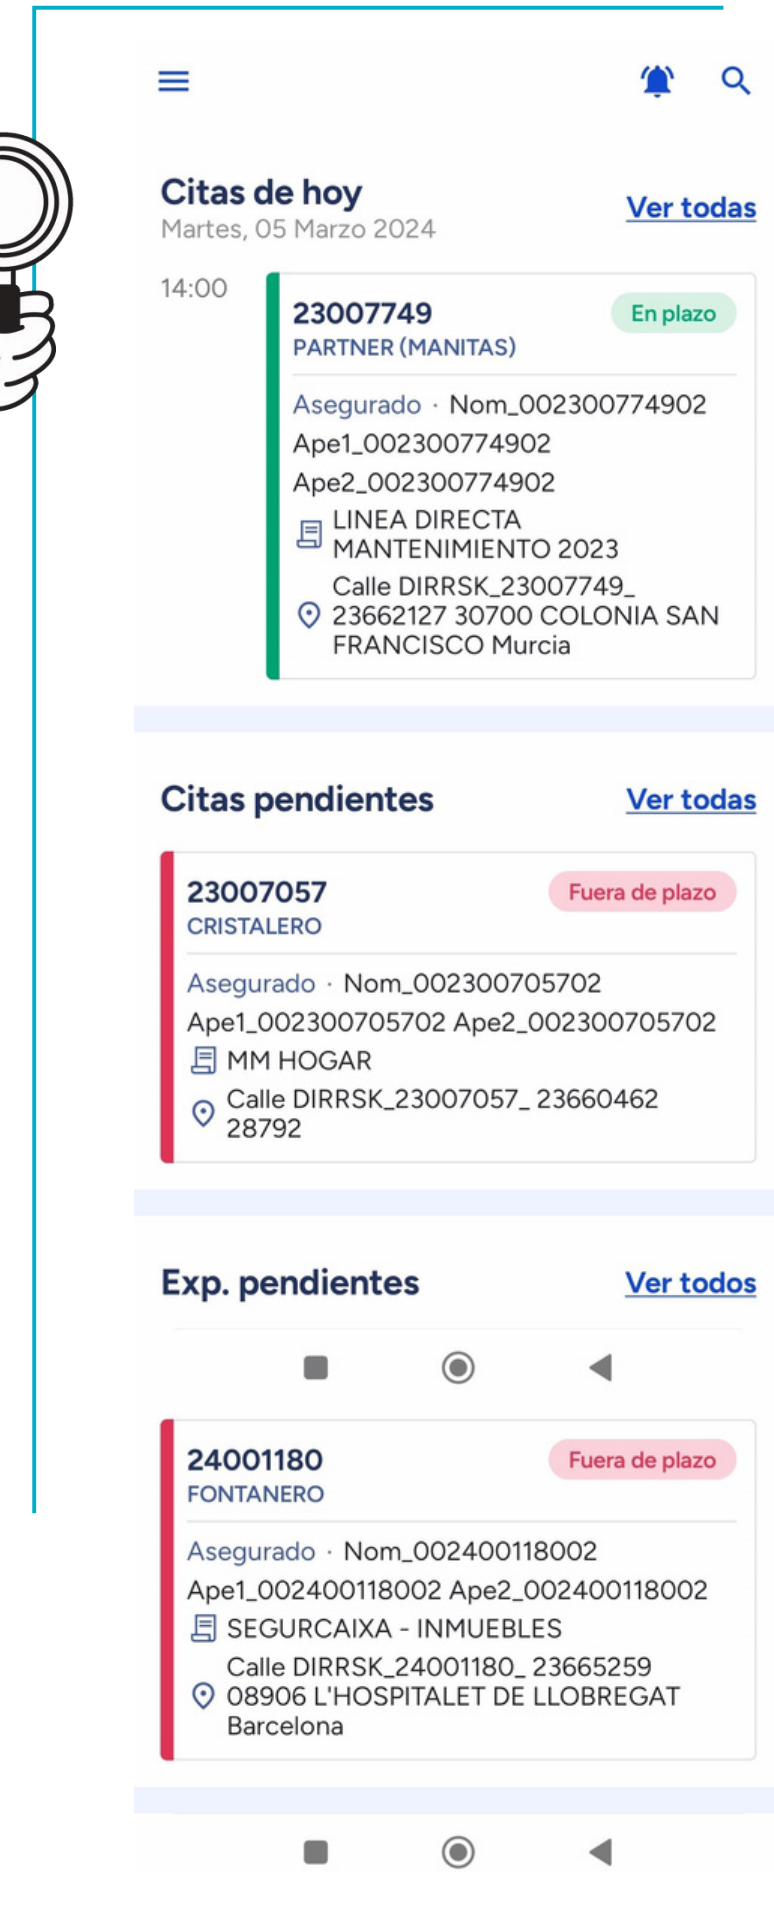 Citas de hoy
Ver todas
Martes, 05 Marzo 2024
14:00
23007749
En plazo
PARTNER (MANITAS)
Asegurado · Nom_002300774902
Ape1_002300774902
Ape2_002300774902
LINEA DIRECTA
MANTENIMIENTO 2023
Calle DIRRSK_23007749_
23662127 30700 COLONIA SAN
FRANCISCO Murcia
Citas pendientes
Ver todas
23007057
Fuera de plazo
CRISTALERO
Asegurado · Nom_002300705702
Ape1_002300705702 Ape2_002300705702
MM HOGAR
Calle DIRRSK_23007057_ 23660462
28792
Exp. pendientes
Ver todos
24001180
Fuera de plazo
FONTANERO
Asegurado · Nom_002400118002
Ape1_002400118002 Ape2_002400118002
SEGURCAIXA - INMUEBLES
Calle DIRRSK_24001180_ 23665259
08906 L'HOSPITALET DE LLOBREGAT
Barcelona